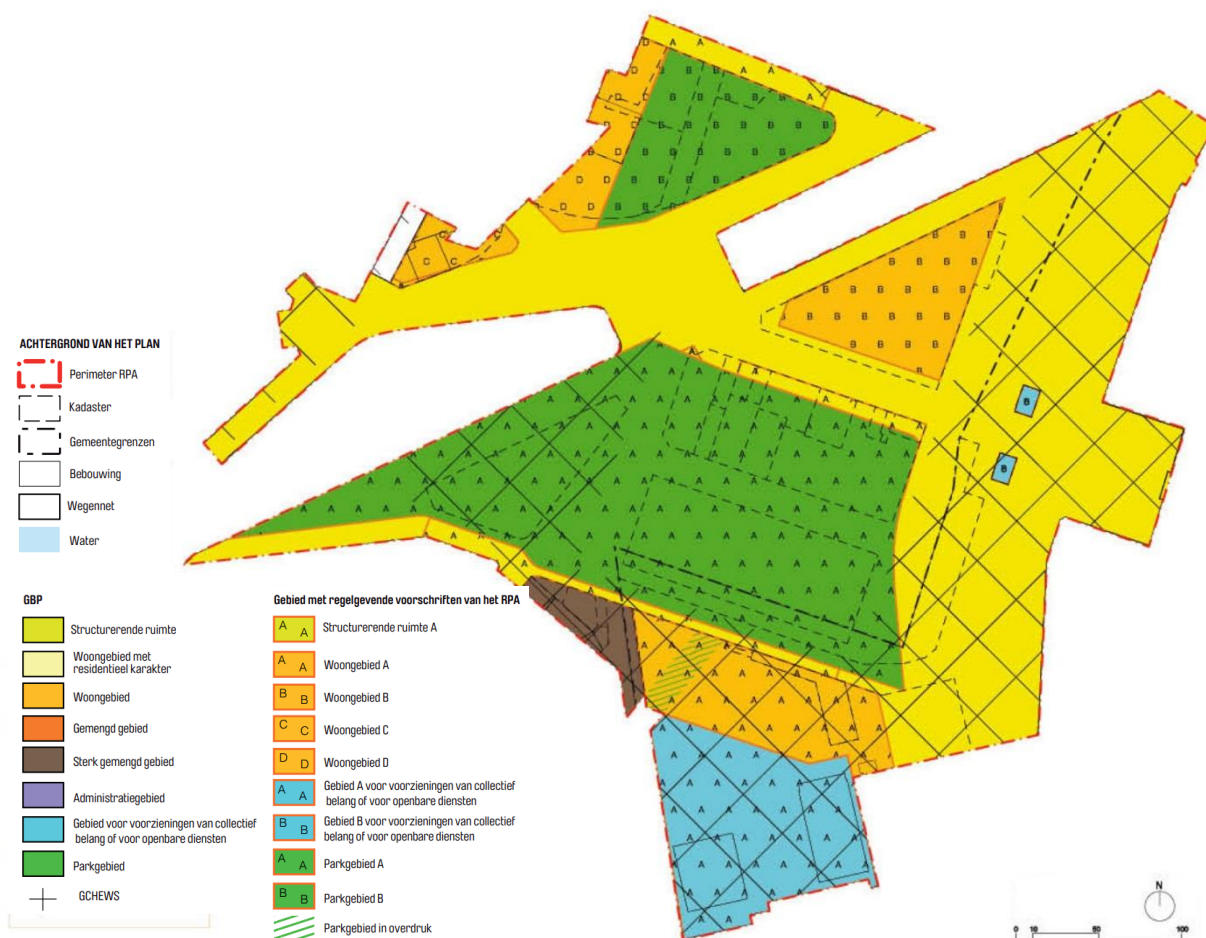 ACHTERGROND VAN HET PLAN
Perimeter RPA
Kadaster
Gemeentegrenzen
Bebouwing
Wegennet
Water
GBP
Structurerende ruimte
Woongebied met
residentieel karakter
Woongebied
Gemengd gebied
Sterk gemengd gebied
Administratiegebied
Gebied voor voorzieningen van collectief
belang of voor openbare diensten
Parkgebied
GCHEWS
Gebied met regelgevende voorschriften van het RPA
A A Structurerende ruimte A
A A Woongebied A
B B Woongebied B
C C Woongebied C
D D Woongebied D
A A Gebied A voor voorzieningen van collectief
belang of voor openbare diensten
B B Gebied B voor voorzieningen van collectief
belang of voor openbare diensten
A A Parkgebied A
B B Parkgebied B
Parkgebied in overdruk
N
0 10 50 100